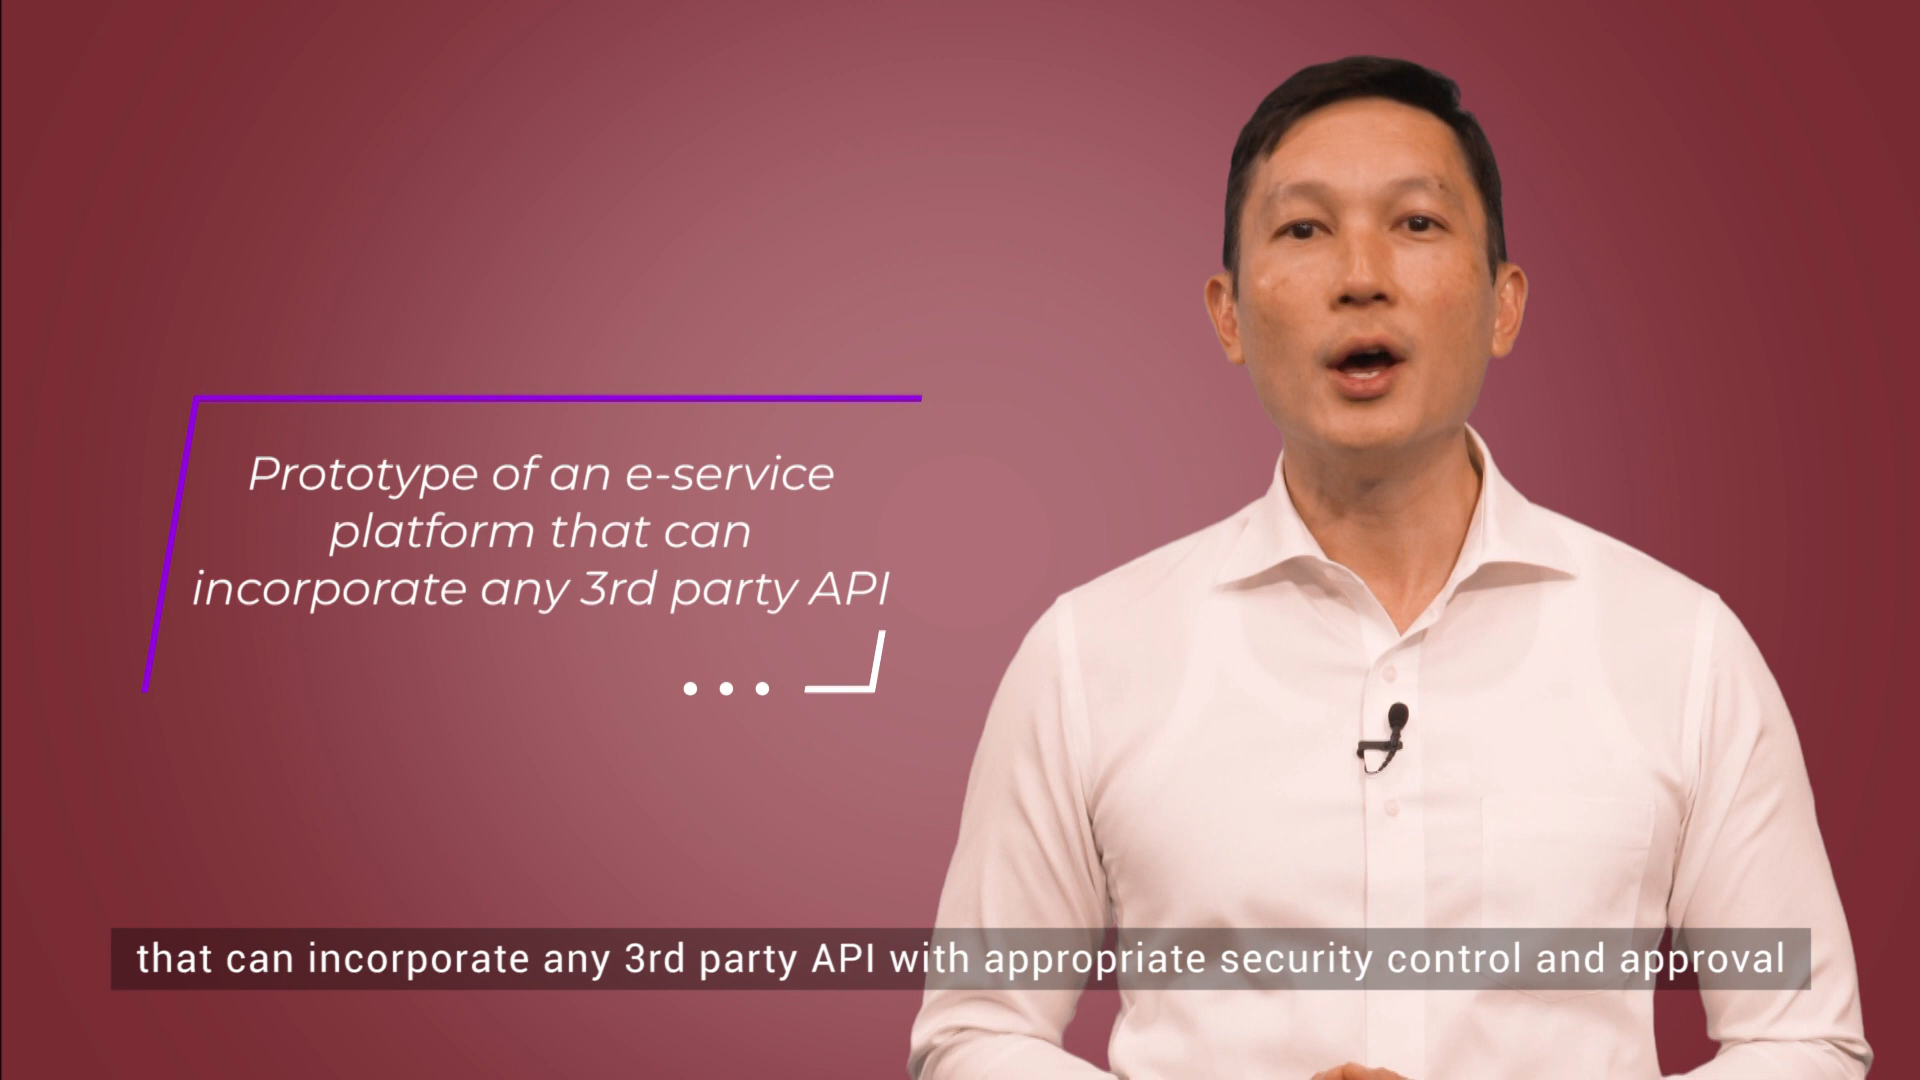 Prototype of an e-service
platform that can
incorporate any 3rd party API
that can incorporate any 3rd party API with appropriate security control and approval